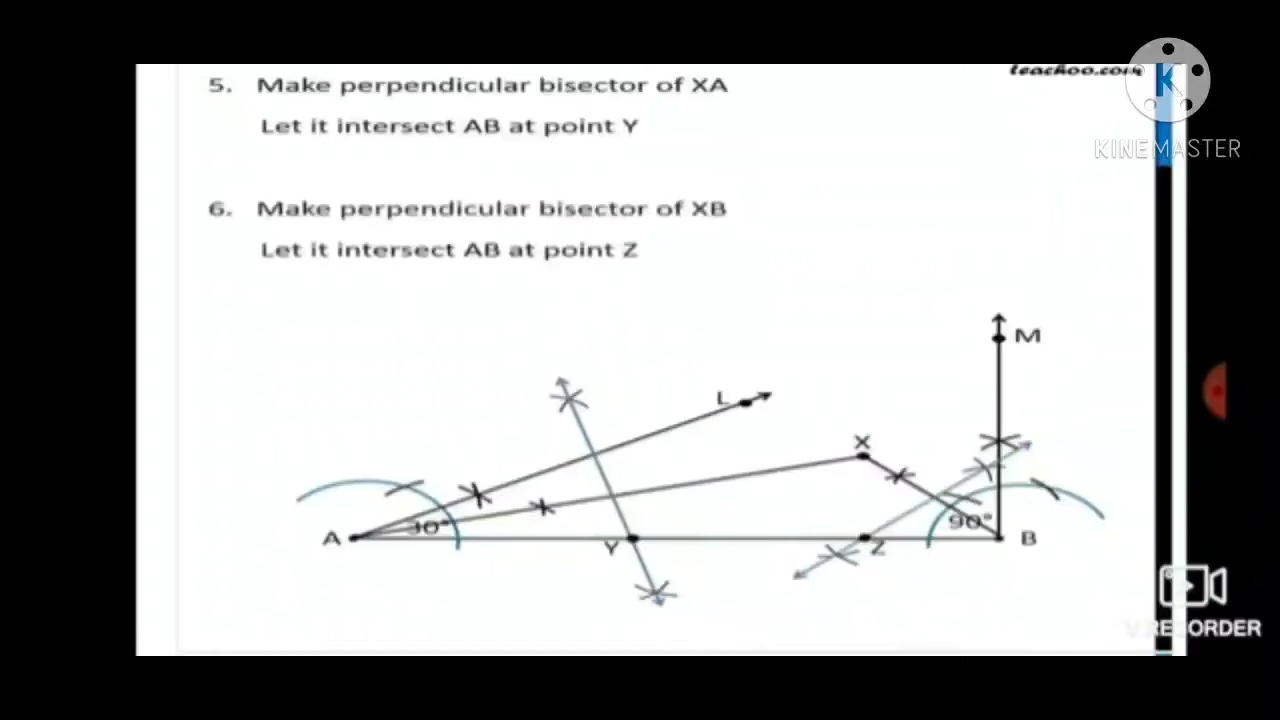 teachoo.com
K
KINEMASTER
5. Make perpendicular bisector of XA
Let it intersect AB at point Y
6. Make perpendicular bisector of XB
Let it intersect AB at point Z
M
L
X
A
30°
90°
B
Y
Z
V RECORDER